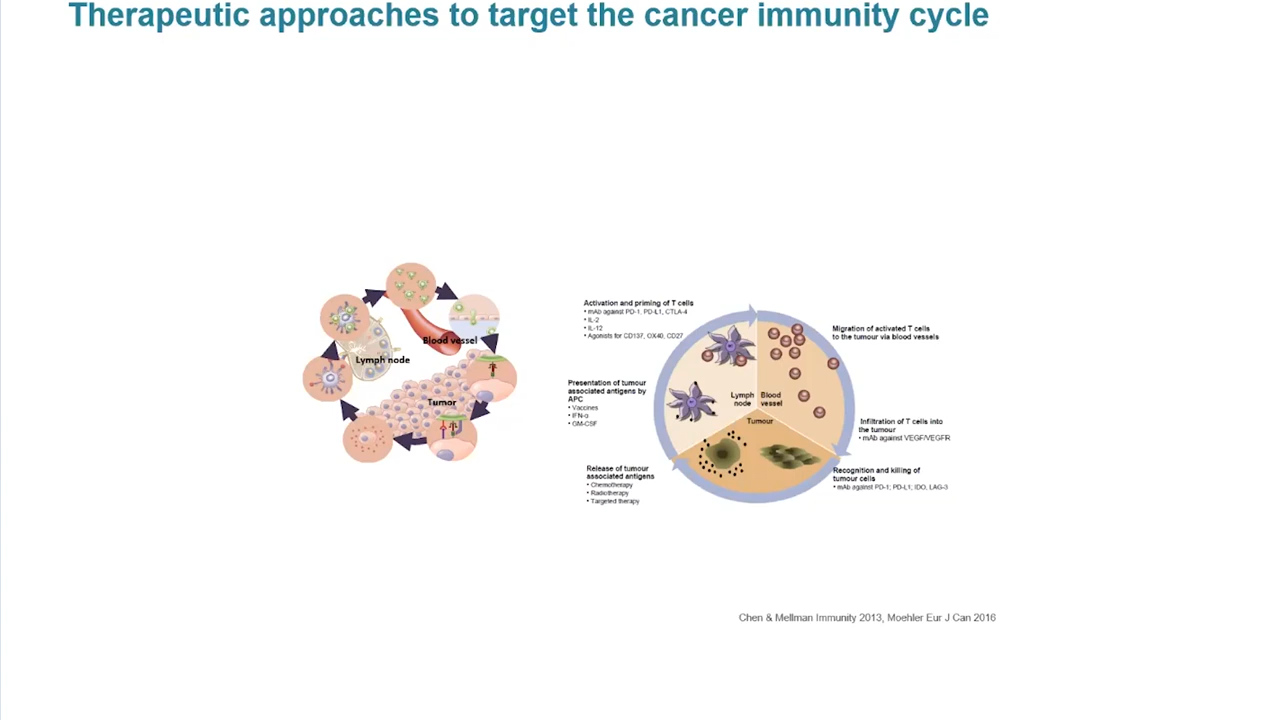 Therapeutic approaches to target the cancer immunity cycle
Blood vessel
Lymph node
Tumor
Activation and priming of T cells
• mAb against PD-1, PD-L1, CTLA-4
• IL-2
• IL-12
• Agonists for CD137, OX40, CD27
Presentation of tumour
associated antigens by
APC
• Vaccines
• IFN-α
• GM-CSF
Release of tumour
associated antigens
• Chemotherapy
• Radiotherapy
• Targeted therapy
Lymph
node
Blood
vessel
Tumour
Migration of activated T cells
to the tumour via blood vessels
Infiltration of T cells into
the tumour
• mAb against VEGF/VEGFR
Recognition and killing of
tumour cells
• mAb against PD-1; PD-L1; IDO, LAG-3
Chen & Mellman Immunity 2013, Moehler Eur J Can 2016